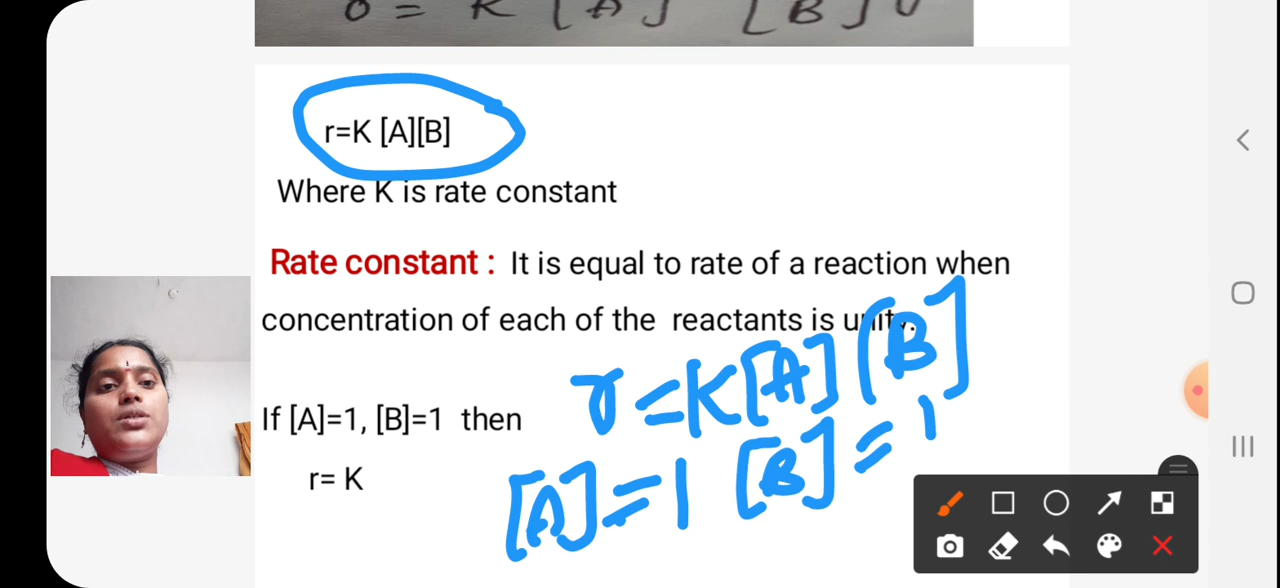 r = K [A] [B]
r=K [A][B]
Where K is rate constant
Rate constant : It is equal to rate of a reaction when
concentration of each of the reactants is unity.
r=K[A][B]
If [A]=1, [B]=1 then
[A]=1 [B]=1
r= K